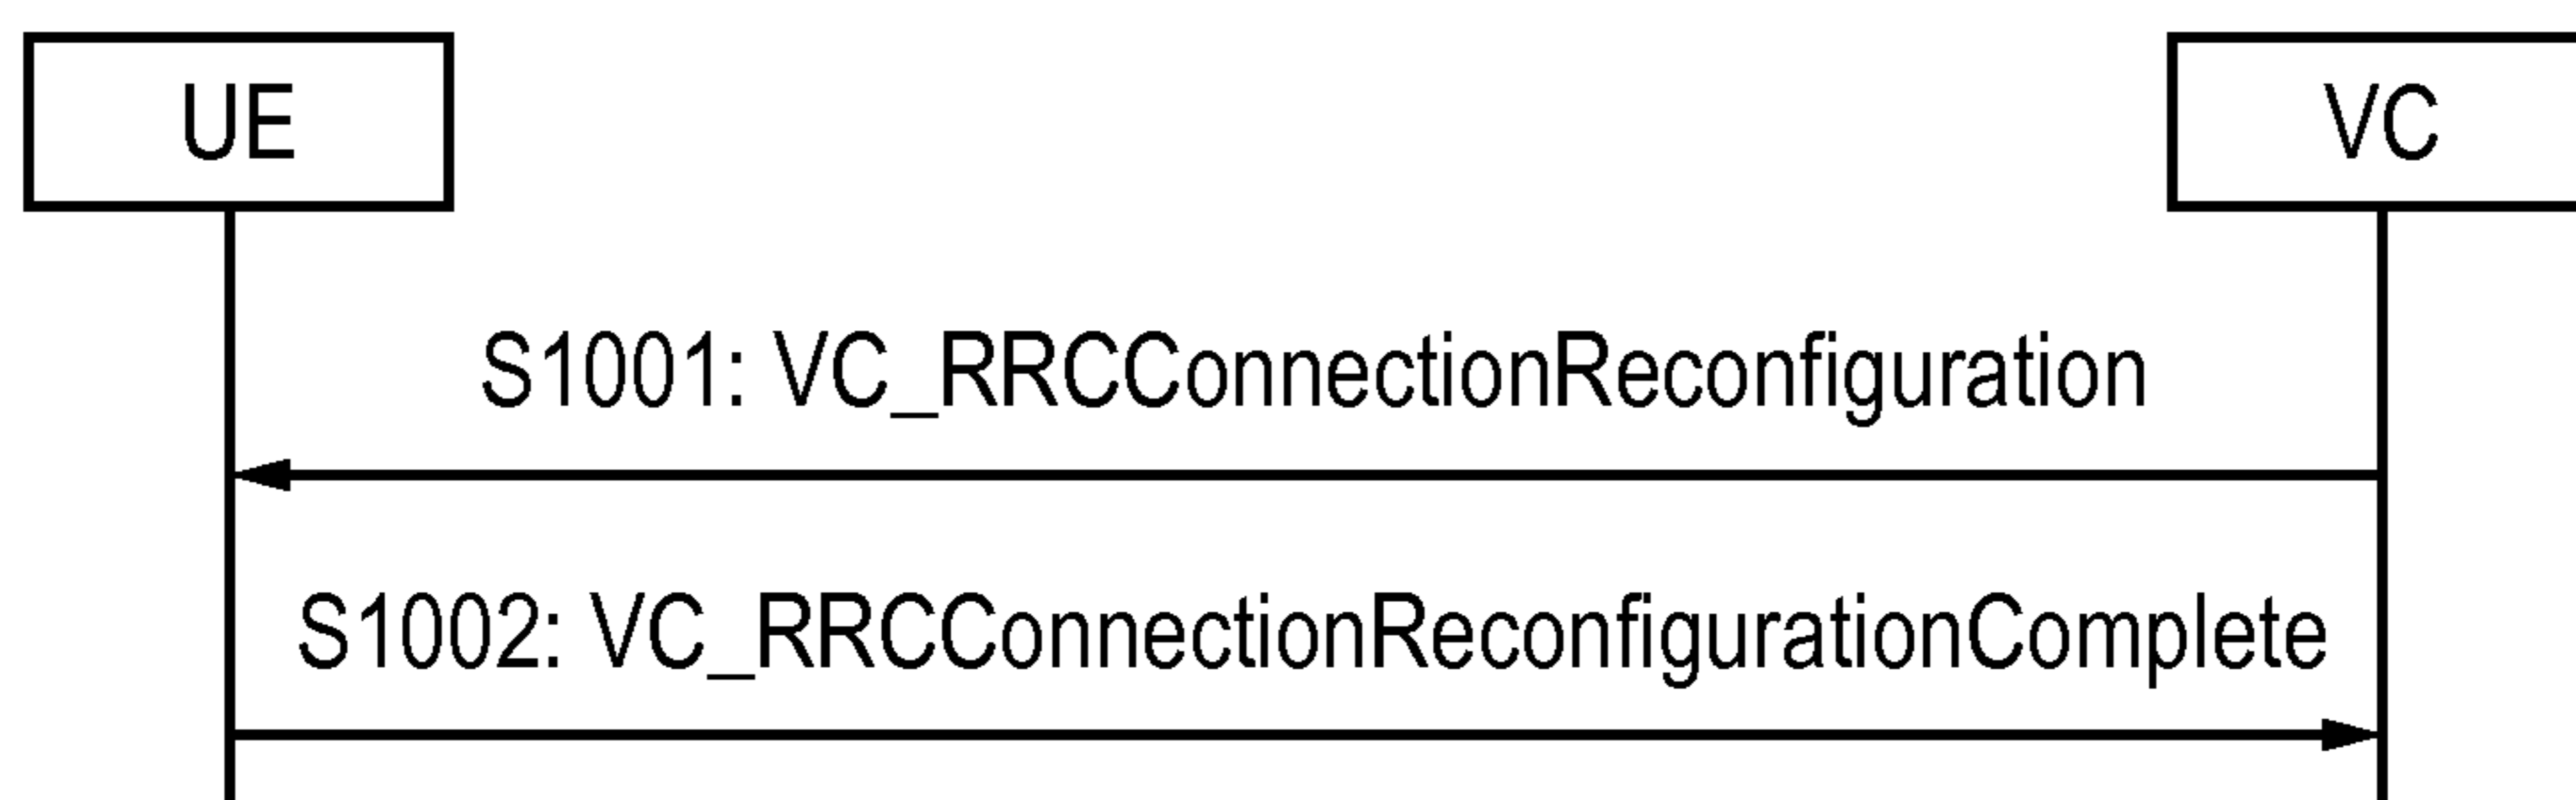 UE
VC
S1001: VC_RRCConnectionReconfiguration
S1002: VC_RRCConnectionReconfigurationComplete